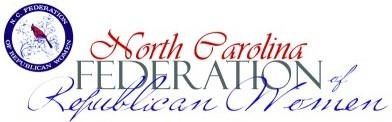 N.C. FEDERATION
OF REPUBLICAN WOMEN
North Carolina
FEDERATION of
Republican Women